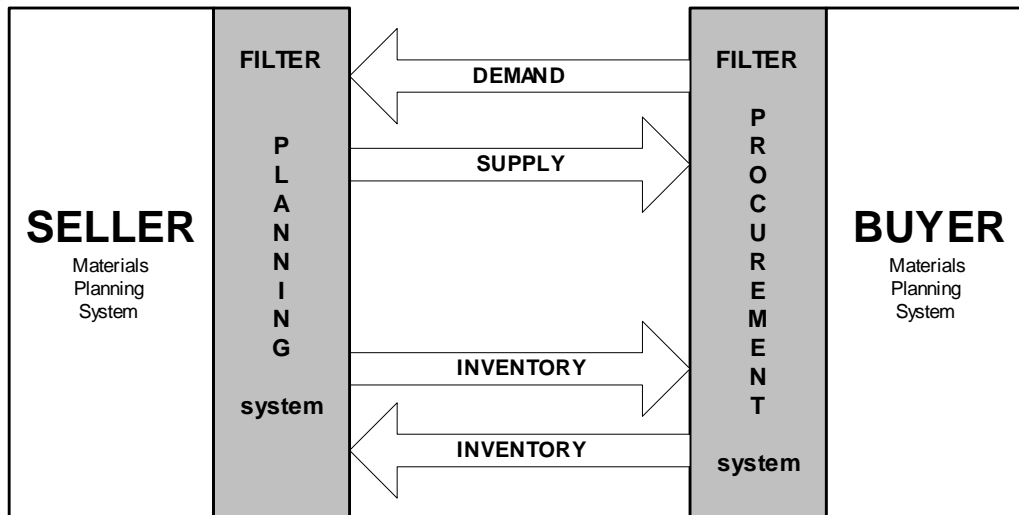 SELLER
Materials
Planning
System
FILTER
P
L
A
N
N
I
N
G
system
DEMAND
SUPPLY
INVENTORY
INVENTORY
FILTER
P
R
O
C
U
R
E
M
E
N
T
system
BUYER
Materials
Planning
System